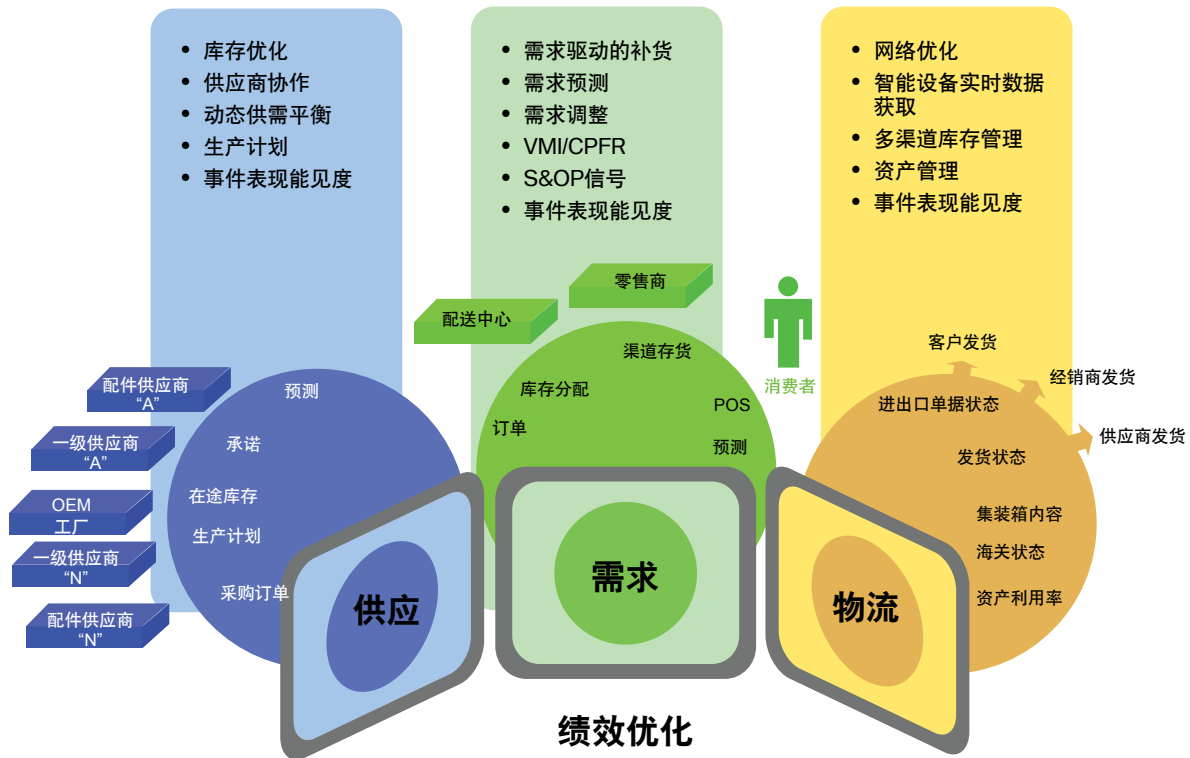 • 库存优化
• 供应商协作
• 动态供需平衡
• 生产计划
• 事件表现能见度
• 需求驱动的补货
• 需求预测
• 需求调整
• VMI/CPFR
• S&OP信号
• 事件表现能见度
• 网络优化
• 智能设备实时数据
获取
• 多渠道库存管理
• 资产管理
• 事件表现能见度
配件供应商
“A”
一级供应商
“A”
OEM
工厂
一级供应商
“N”
配件供应商
“N”
预测
承诺
在途库存
生产计划
采购订单
供应
配送中心
零售商
消费者
渠道存货
库存分配
订单
POS
预测
需求
客户发货
经销商发货
供应商发货
进出口单据状态
发货状态
集装箱内容
海关状态
资产利用率
物流
绩效优化